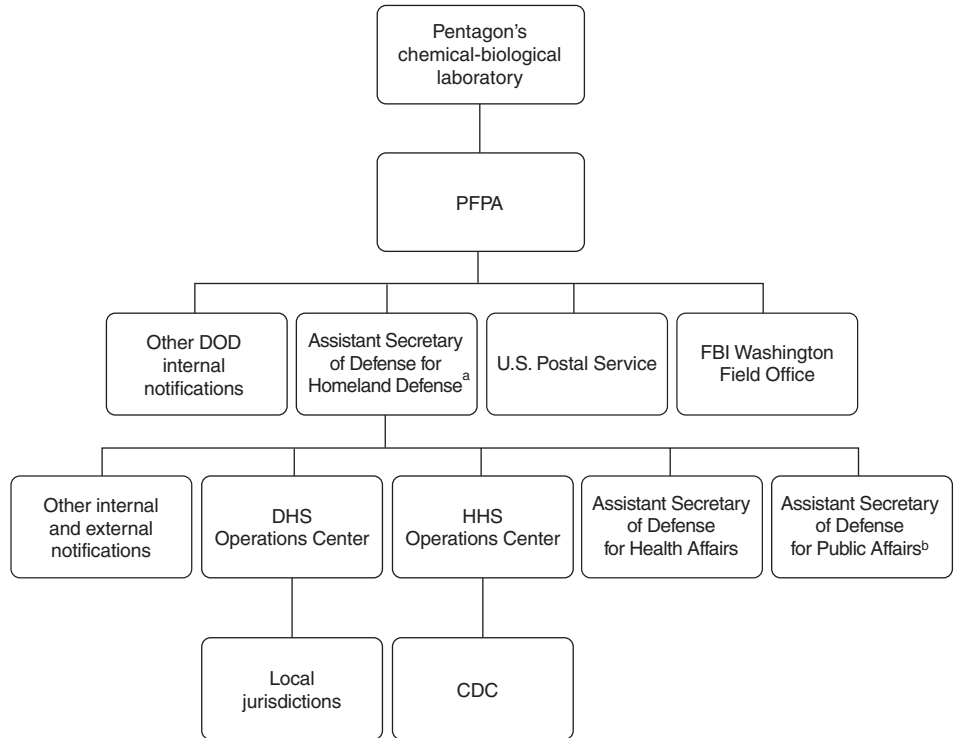 Pentagon's
chemical-biological
laboratory
PFPA
Other DOD
internal
notifications
Assistant Secretary
of Defense for
Homeland Defense a
U.S. Postal Service
FBI Washington
Field Office
Other internal
and external
notifications
DHS
Operations Center
HHS
Operations Center
Assistant Secretary
of Defense
for Health Affairs
Assistant Secretary
of Defense
for Public Affairs b
Local
jurisdictions
CDC